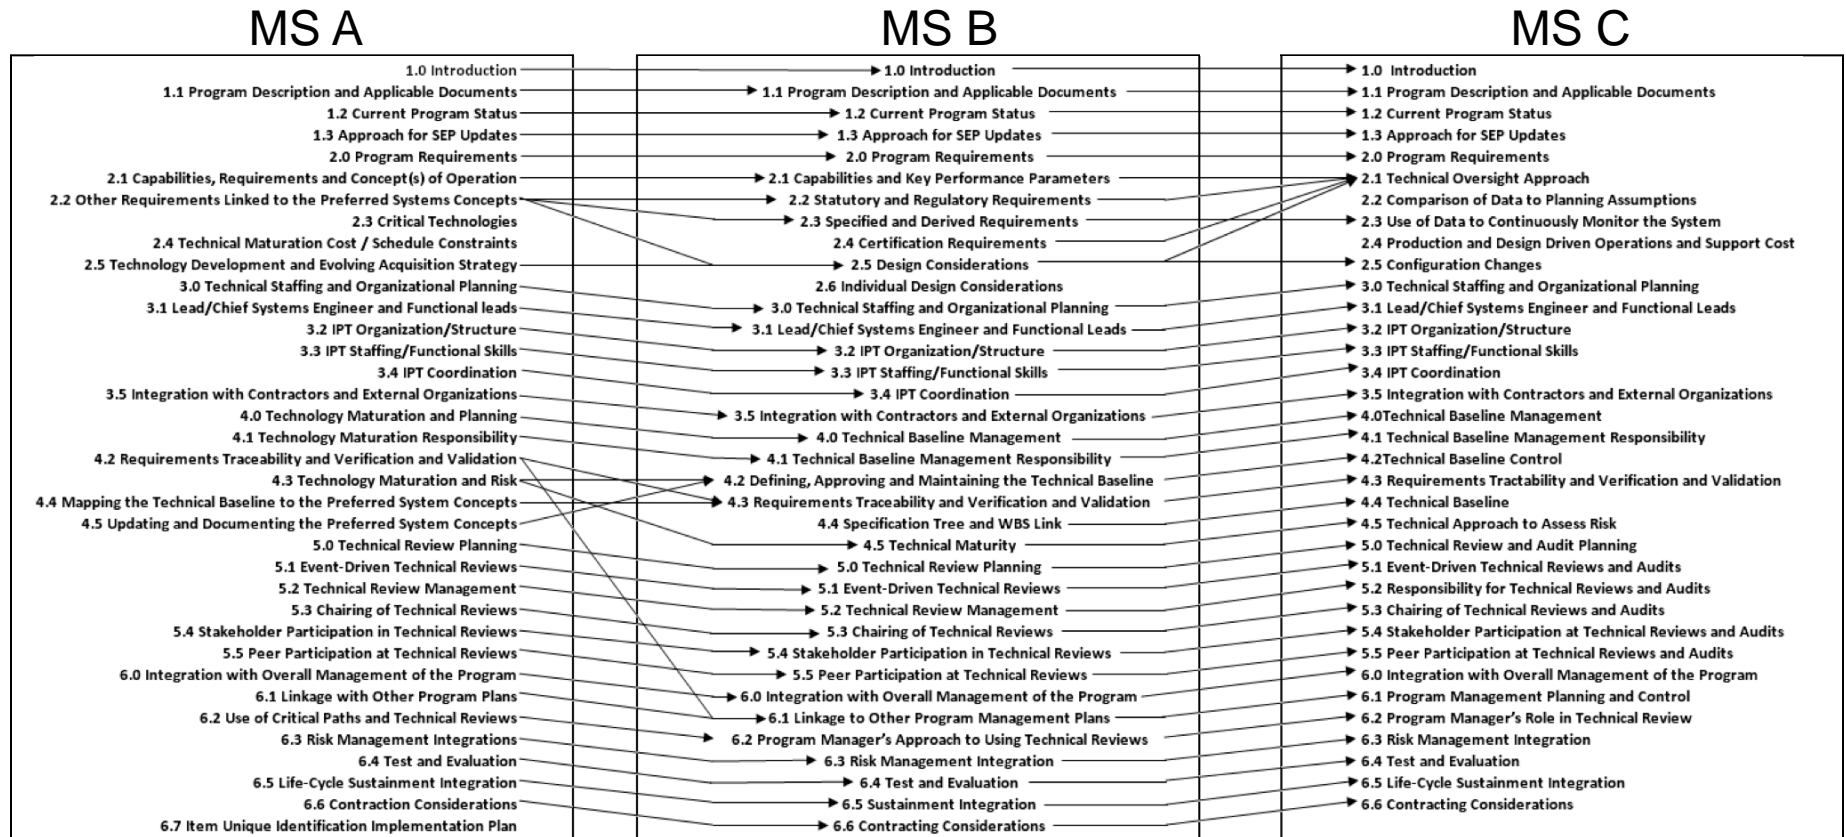 MS A
1.0 Introduction
1.1 Program Description and Applicable Documents
1.2 Current Program Status
1.3 Approach for SEP Updates
2.0 Program Requirements
2.1 Capabilities, Requirements and Concept(s) of Operation
2.2 Other Requirements Linked to the Preferred Systems Concepts
2.3 Critical Technologies
2.4 Technical Maturation Cost / Schedule Constraints
2.5 Technology Development and Evolving Acquisition Strategy
3.0 Technical Staffing and Organizational Planning
3.1 Lead/Chief Systems Engineer and Functional leads
3.2 IPT Organization/Structure
3.3 IPT Staffing/Functional Skills
3.4 IPT Coordination
3.5 Integration with Contractors and External Organizations
4.0 Technology Maturation and Planning
4.1 Technology Maturation Responsibility
4.2 Requirements Traceability and Verification and Validation
4.3 Technology Maturation and Risk
4.4 Mapping the Technical Baseline to the Preferred System Concepts
4.5 Updating and Documenting the Preferred System Concepts
5.0 Technical Review Planning
5.1 Event-Driven Technical Reviews
5.2 Technical Review Management
5.3 Chairing of Technical Reviews
5.4 Stakeholder Participation in Technical Reviews
5.5 Peer Participation at Technical Reviews
6.0 Integration with Overall Management of the Program
6.1 Linkage with Other Program Plans
6.2 Use of Critical Paths and Technical Reviews
6.3 Risk Management Integrations
6.4 Test and Evaluation
6.5 Life-Cycle Sustainment Integration
6.6 Contraction Considerations
6.7 Item Unique Identification Implementation Plan
MS B
1.0 Introduction
1.1 Program Description and Applicable Documents
1.2 Current Program Status
1.3 Approach for SEP Updates
2.0 Program Requirements
2.1 Capabilities and Key Performance Parameters
2.2 Statutory and Regulatory Requirements
2.3 Specified and Derived Requirements
2.4 Certification Requirements
2.5 Design Considerations
2.6 Individual Design Considerations
3.0 Technical Staffing and Organizational Planning
3.1 Lead/Chief Systems Engineer and Functional Leads
3.2 IPT Organization/Structure
3.3 IPT Staffing/Functional Skills
3.4 IPT Coordination
3.5 Integration with Contractors and External Organizations
4.0 Technical Baseline Management
4.1 Technical Baseline Management Responsibility
4.2 Defining, Approving and Maintaining the Technical Baseline
4.3 Requirements Traceability and Verification and Validation
4.4 Specification Tree and WBS Link
4.5 Technical Maturity
5.0 Technical Review Planning
5.1 Event-Driven Technical Reviews
5.2 Technical Review Management
5.3 Chairing of Technical Reviews
5.4 Stakeholder Participation in Technical Reviews
5.5 Peer Participation at Technical Reviews
6.0 Integration with Overall Management of the Program
6.1 Linkage to Other Program Management Plans
6.2 Program Manager's Approach to Using Technical Reviews
6.3 Risk Management Integration
6.4 Test and Evaluation
6.5 Sustainment Integration
6.6 Contracting Considerations
MS C
1.0 Introduction
1.1 Program Description and Applicable Documents
1.2 Current Program Status
1.3 Approach for SEP Updates
2.0 Program Requirements
2.1 Technical Oversight Approach
2.2 Comparison of Data to Planning Assumptions
2.3 Use of Data to Continuously Monitor the System
2.4 Production and Design Driven Operations and Support Cost
2.5 Configuration Changes
3.0 Technical Staffing and Organizational Planning
3.1 Lead/Chief Systems Engineer and Functional Leads
3.2 IPT Organization/Structure
3.3 IPT Staffing/Functional Skills
3.4 IPT Coordination
3.5 Integration with Contractors and External Organizations
4.0Technical Baseline Management
4.1 Technical Baseline Management Responsibility
4.2Technical Baseline Control
4.3 Requirements Tractability and Verification and Validation
4.4 Technical Baseline
4.5 Technical Approach to Assess Risk
5.0 Technical Review and Audit Planning
5.1 Event-Driven Technical Reviews and Audits
5.2 Responsibility for Technical Reviews and Audits
5.3 Chairing of Technical Reviews and Audits
5.4 Stakeholder Participation at Technical Reviews and Audits
5.5 Peer Participation at Technical Reviews and Audits
6.0 Integration with Overall Management of the Program
6.1 Program Management Planning and Control
6.2 Program Manager's Role in Technical Review
6.3 Risk Management Integration
6.4 Test and Evaluation
6.5 Life-Cycle Sustainment Integration
6.6 Contracting Considerations